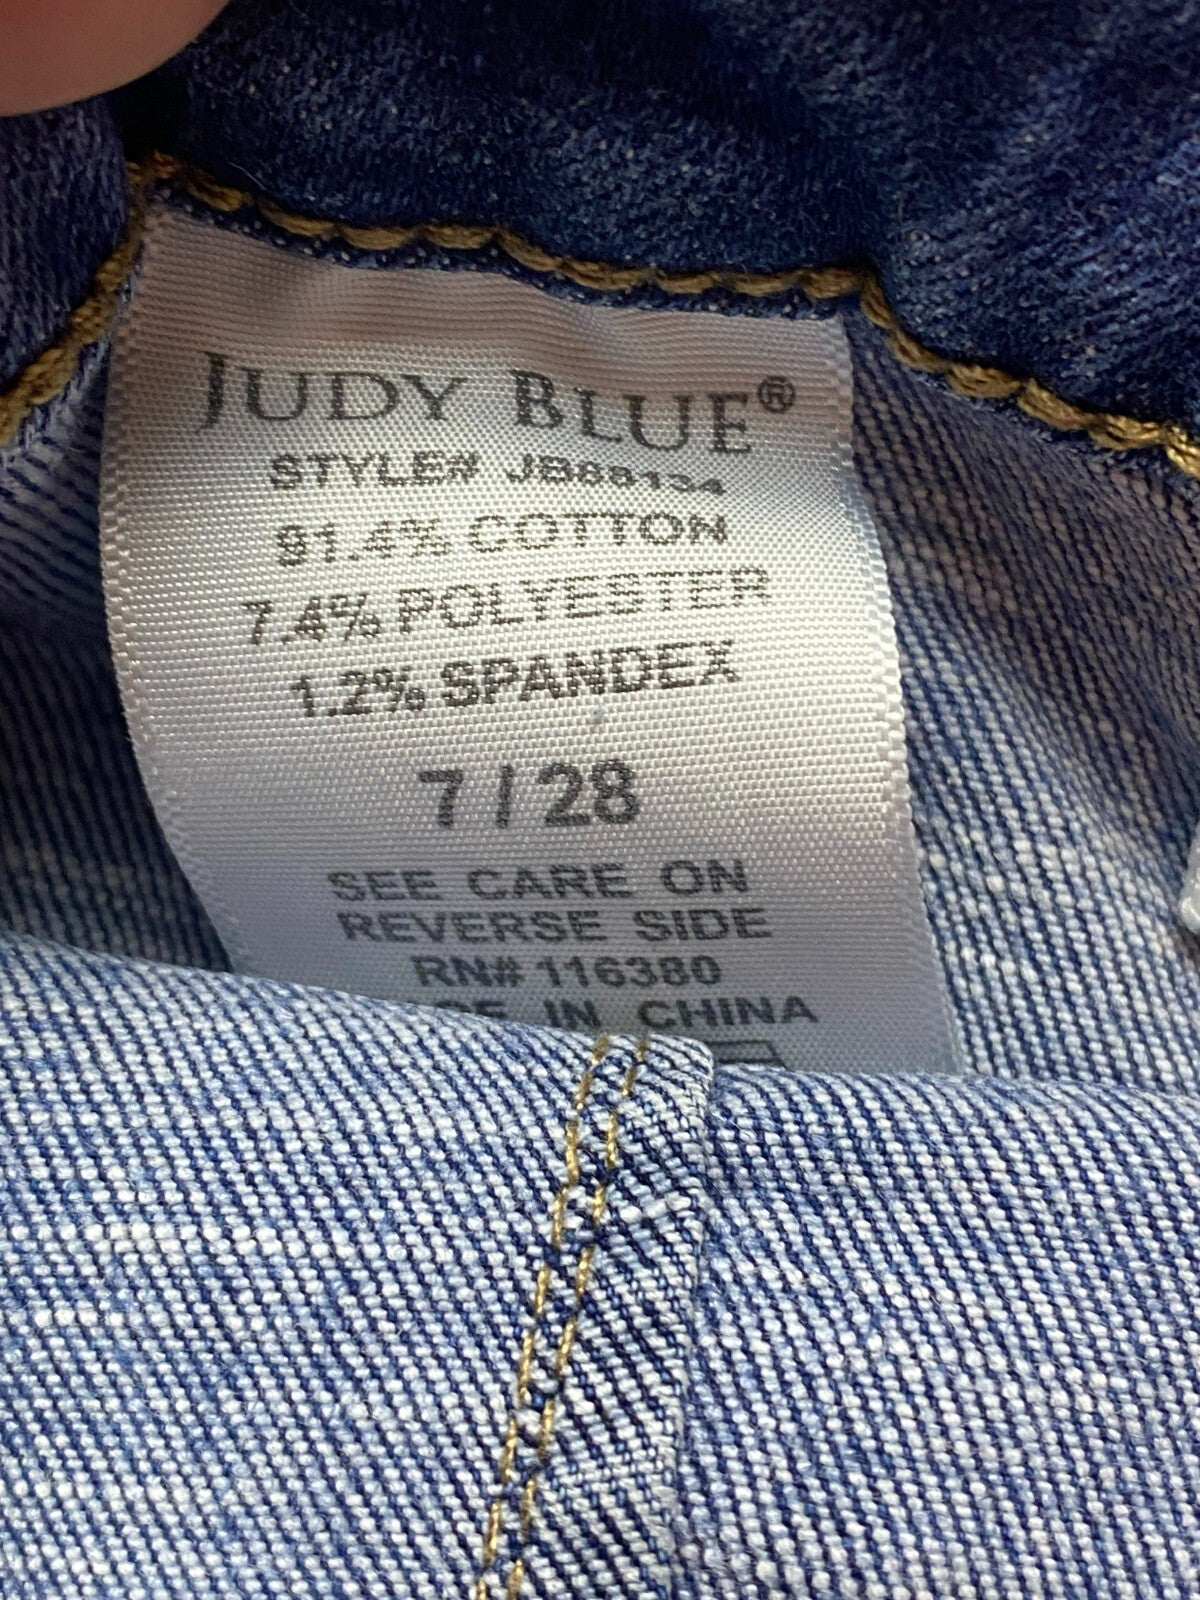 JUDY BLUE®
STYLE# JB88134
91.4% COTTON
7.4% POLYESTER
1.2% SPANDEX
7 / 28
SEE CARE ON
REVERSE SIDE
RN# 116380
IN CHINA